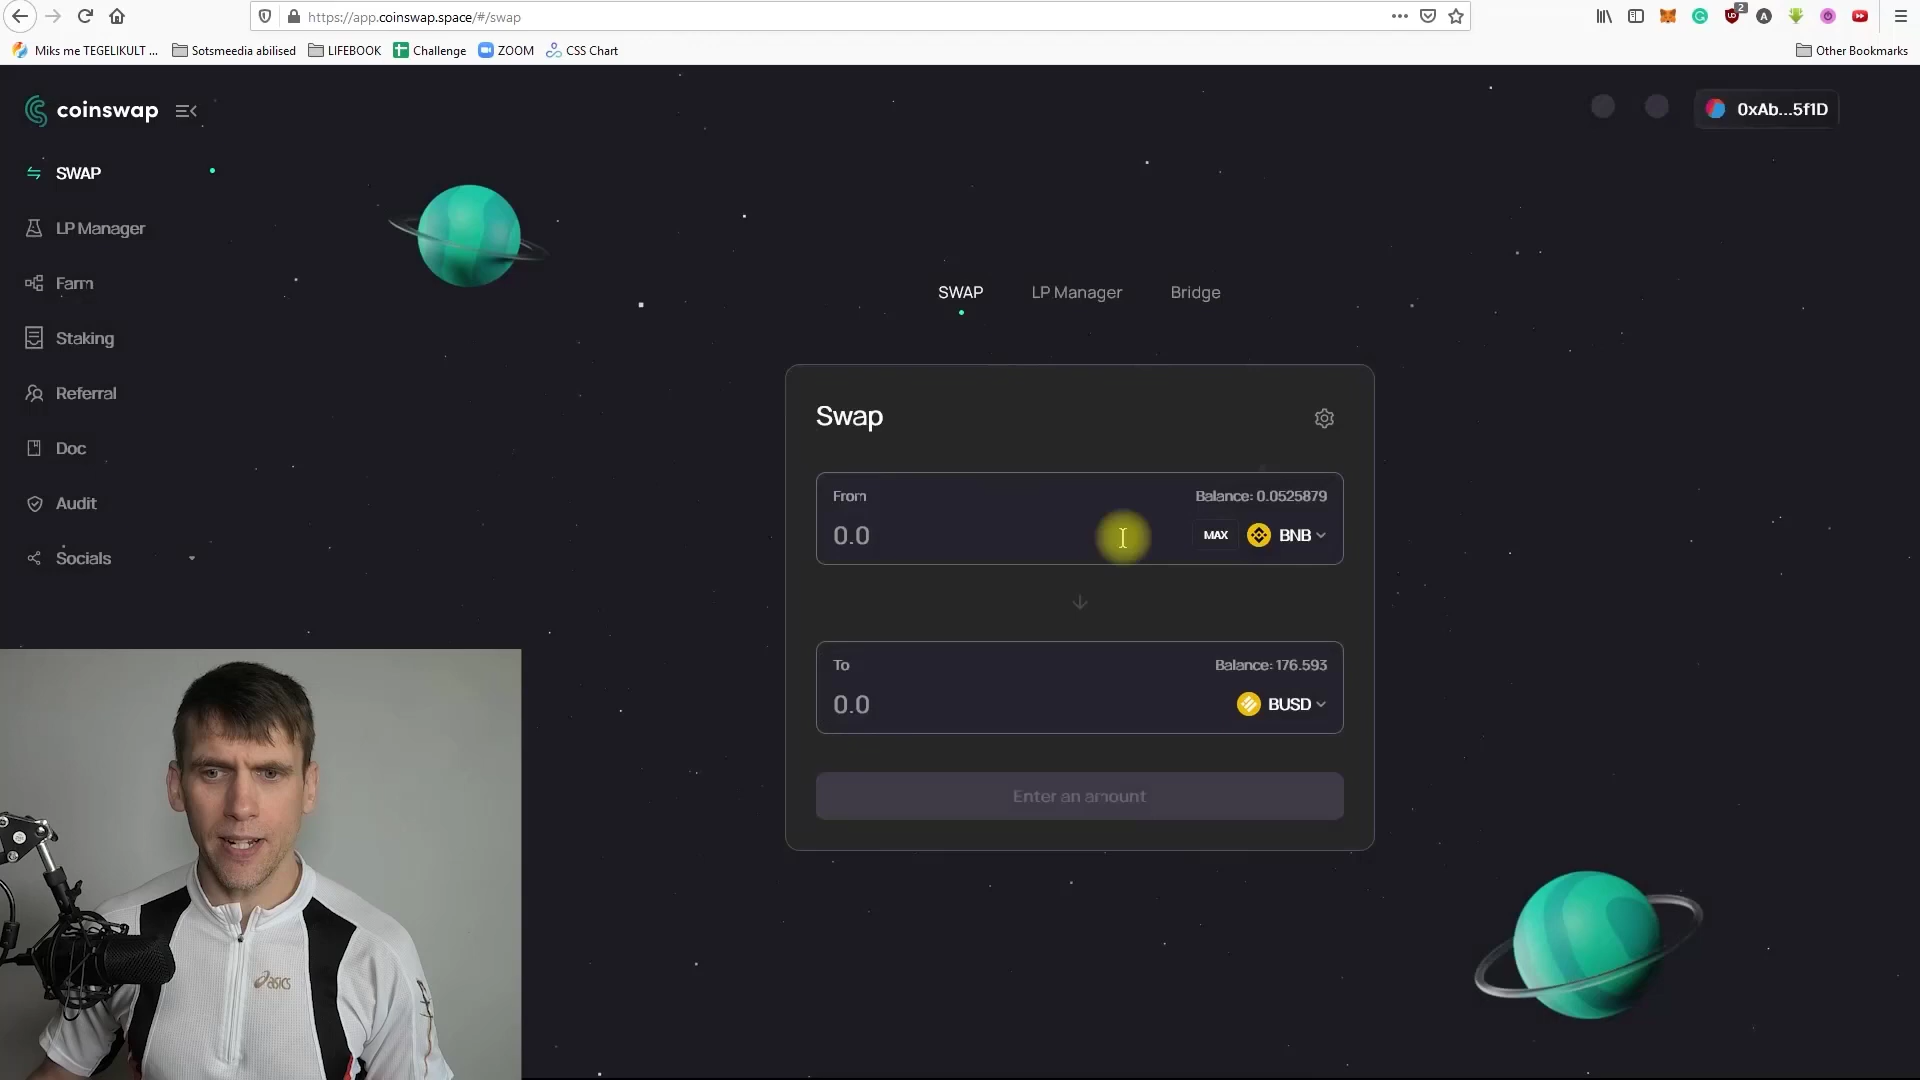 https://app.coinswap.space/#/swap
2
Miks me TEGELIKULT ...
Sotsmeedia abilised
LIFEBOOK
Challenge
ZOOM
CSS Chart
Other Bookmarks
coinswap
0xAb...5f1D
SWAP
LP Manager
Farm
Staking
Referral
Doc
Audit
Socials
SWAP
LP Manager
Bridge
Swap
From
Balance: 0.0525879
0.0
MAX
BNB
To
Balance: 176.593
0.0
BUSD
Enter an amount
asics